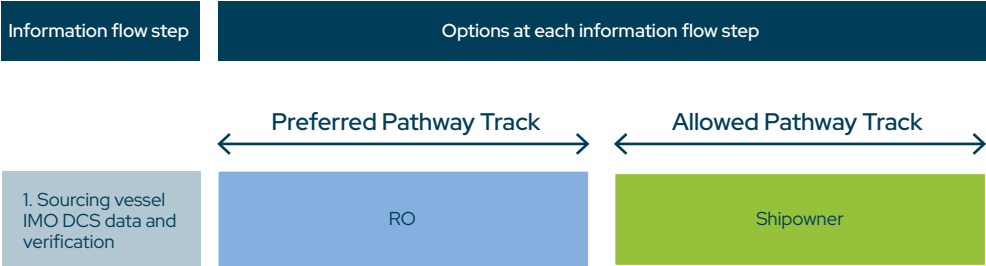 Information flow step
Options at each information flow step
Preferred Pathway Track
Allowed Pathway Track
1. Sourcing vessel
IMO DCS data and
verification
RO
Shipowner